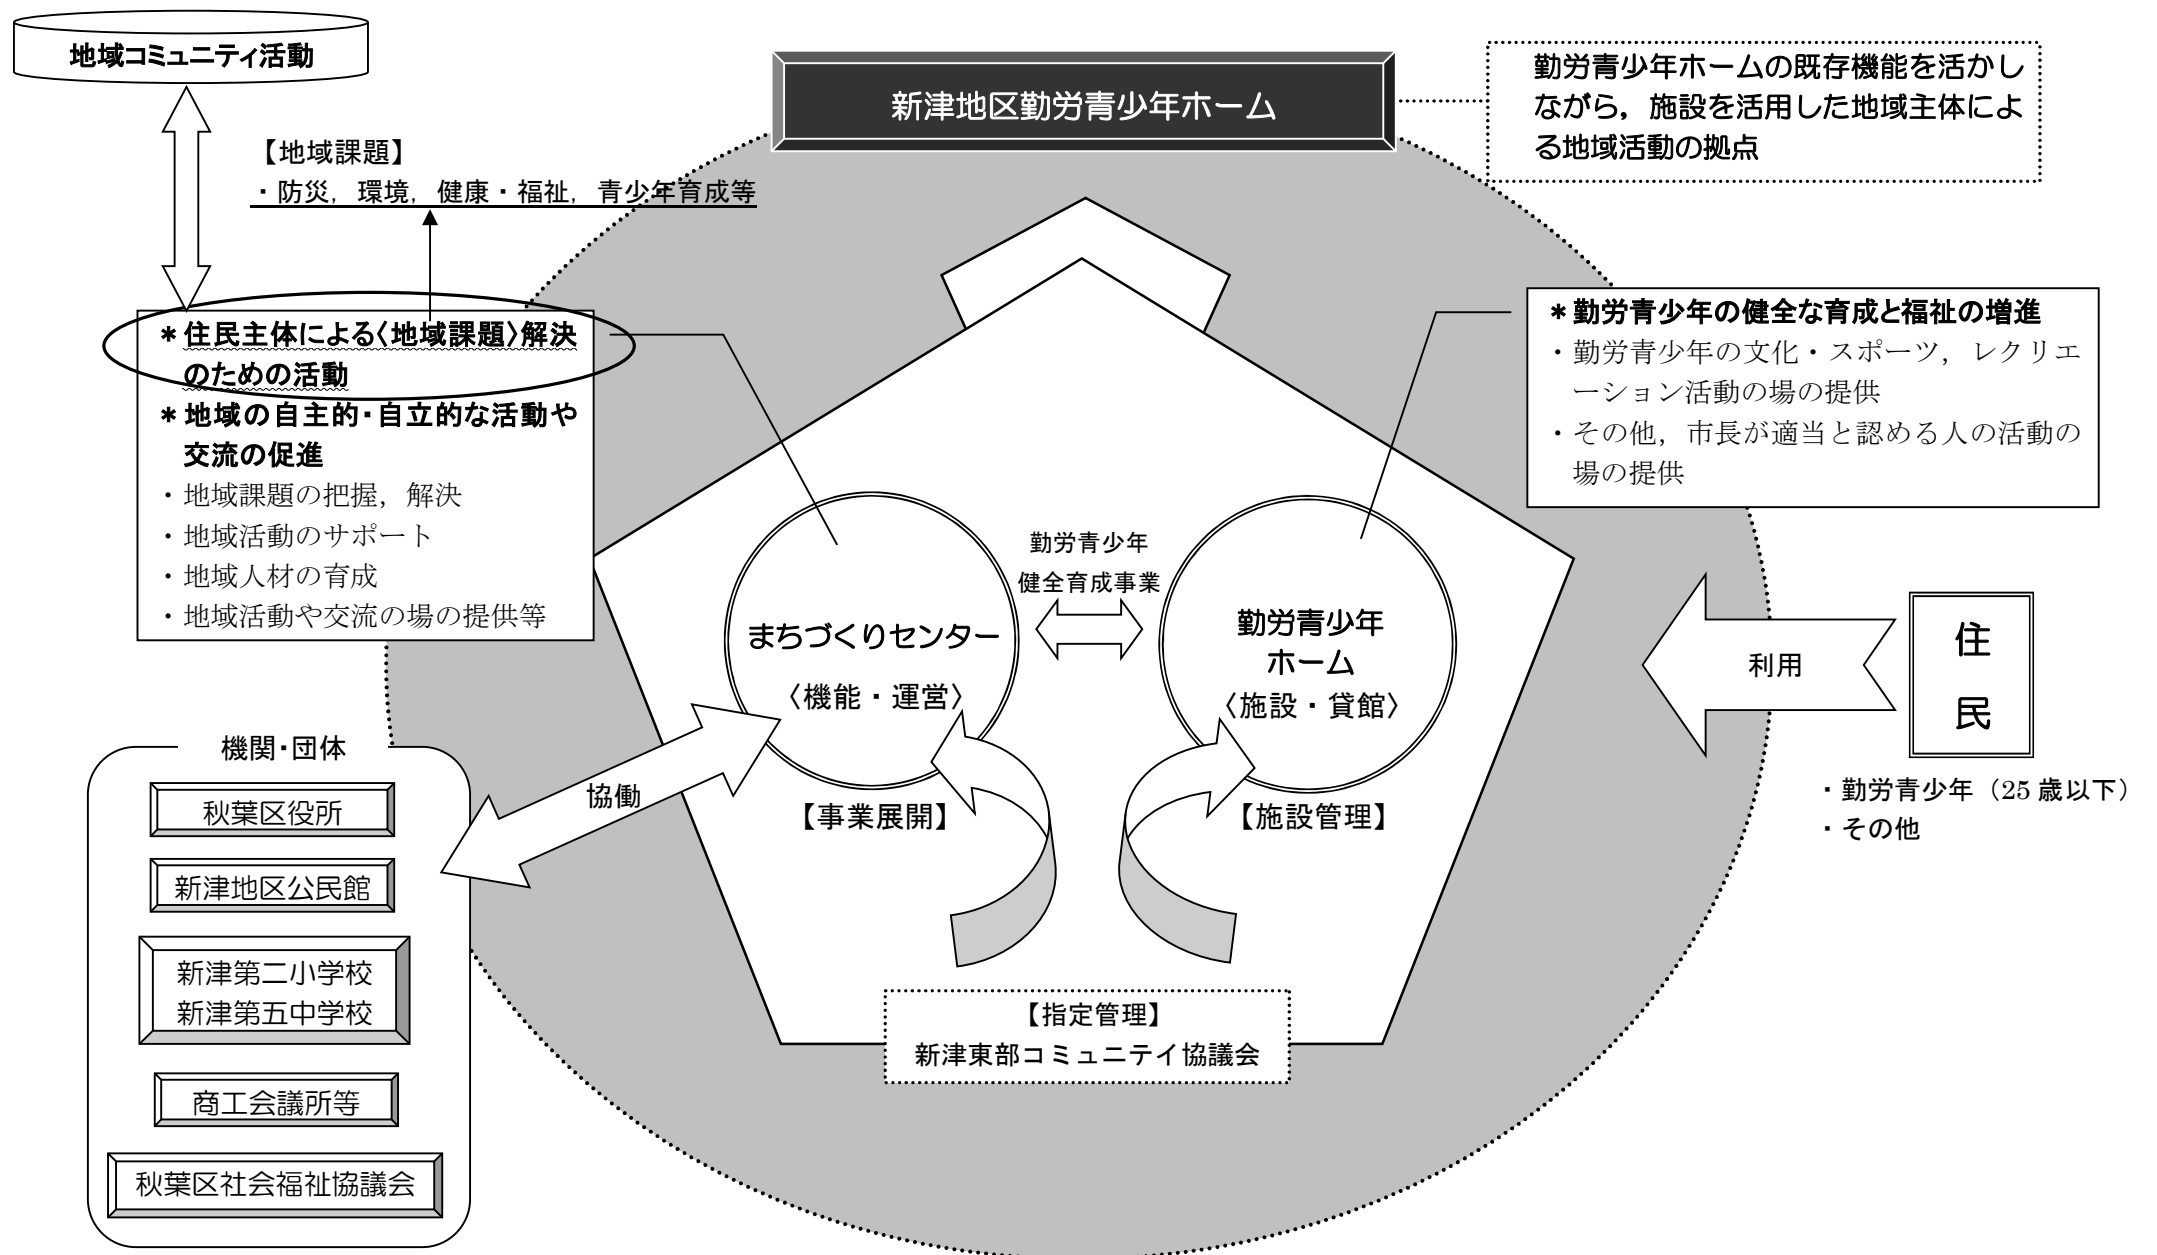 地域コミュニティ活動
新津地区勤労青少年ホーム
勤労青少年ホームの既存機能を活かし
ながら，施設を活用した地域主体によ
る地域活動の拠点
【地域課題】
・防災，環境，健康・福祉，青少年育成等
＊住民主体による〈地域課題〉解決
のための活動
＊地域の自主的・自立的な活動や
交流の促進
・地域課題の把握，解決
・地域活動のサポート
・地域人材の育成
・地域活動や交流の場の提供等
＊勤労青少年の健全な育成と福祉の増進
・勤労青少年の文化・スポーツ，レクリエ
ーション活動の場の提供
・その他，市長が適当と認める人の活動の
場の提供
まちづくりセンター
〈機能・運営〉
【事業展開】
勤労青少年
健全育成事業
勤労青少年
ホーム
〈施設・貸館〉
【施設管理】
利用
住
民
・勤労青少年（25歳以下）
・その他
協働
機関・団体
秋葉区役所
新津地区公民館
新津第二小学校
新津第五中学校
商工会議所等
秋葉区社会福祉協議会
【指定管理】
新津東部コミュニテイ協議会